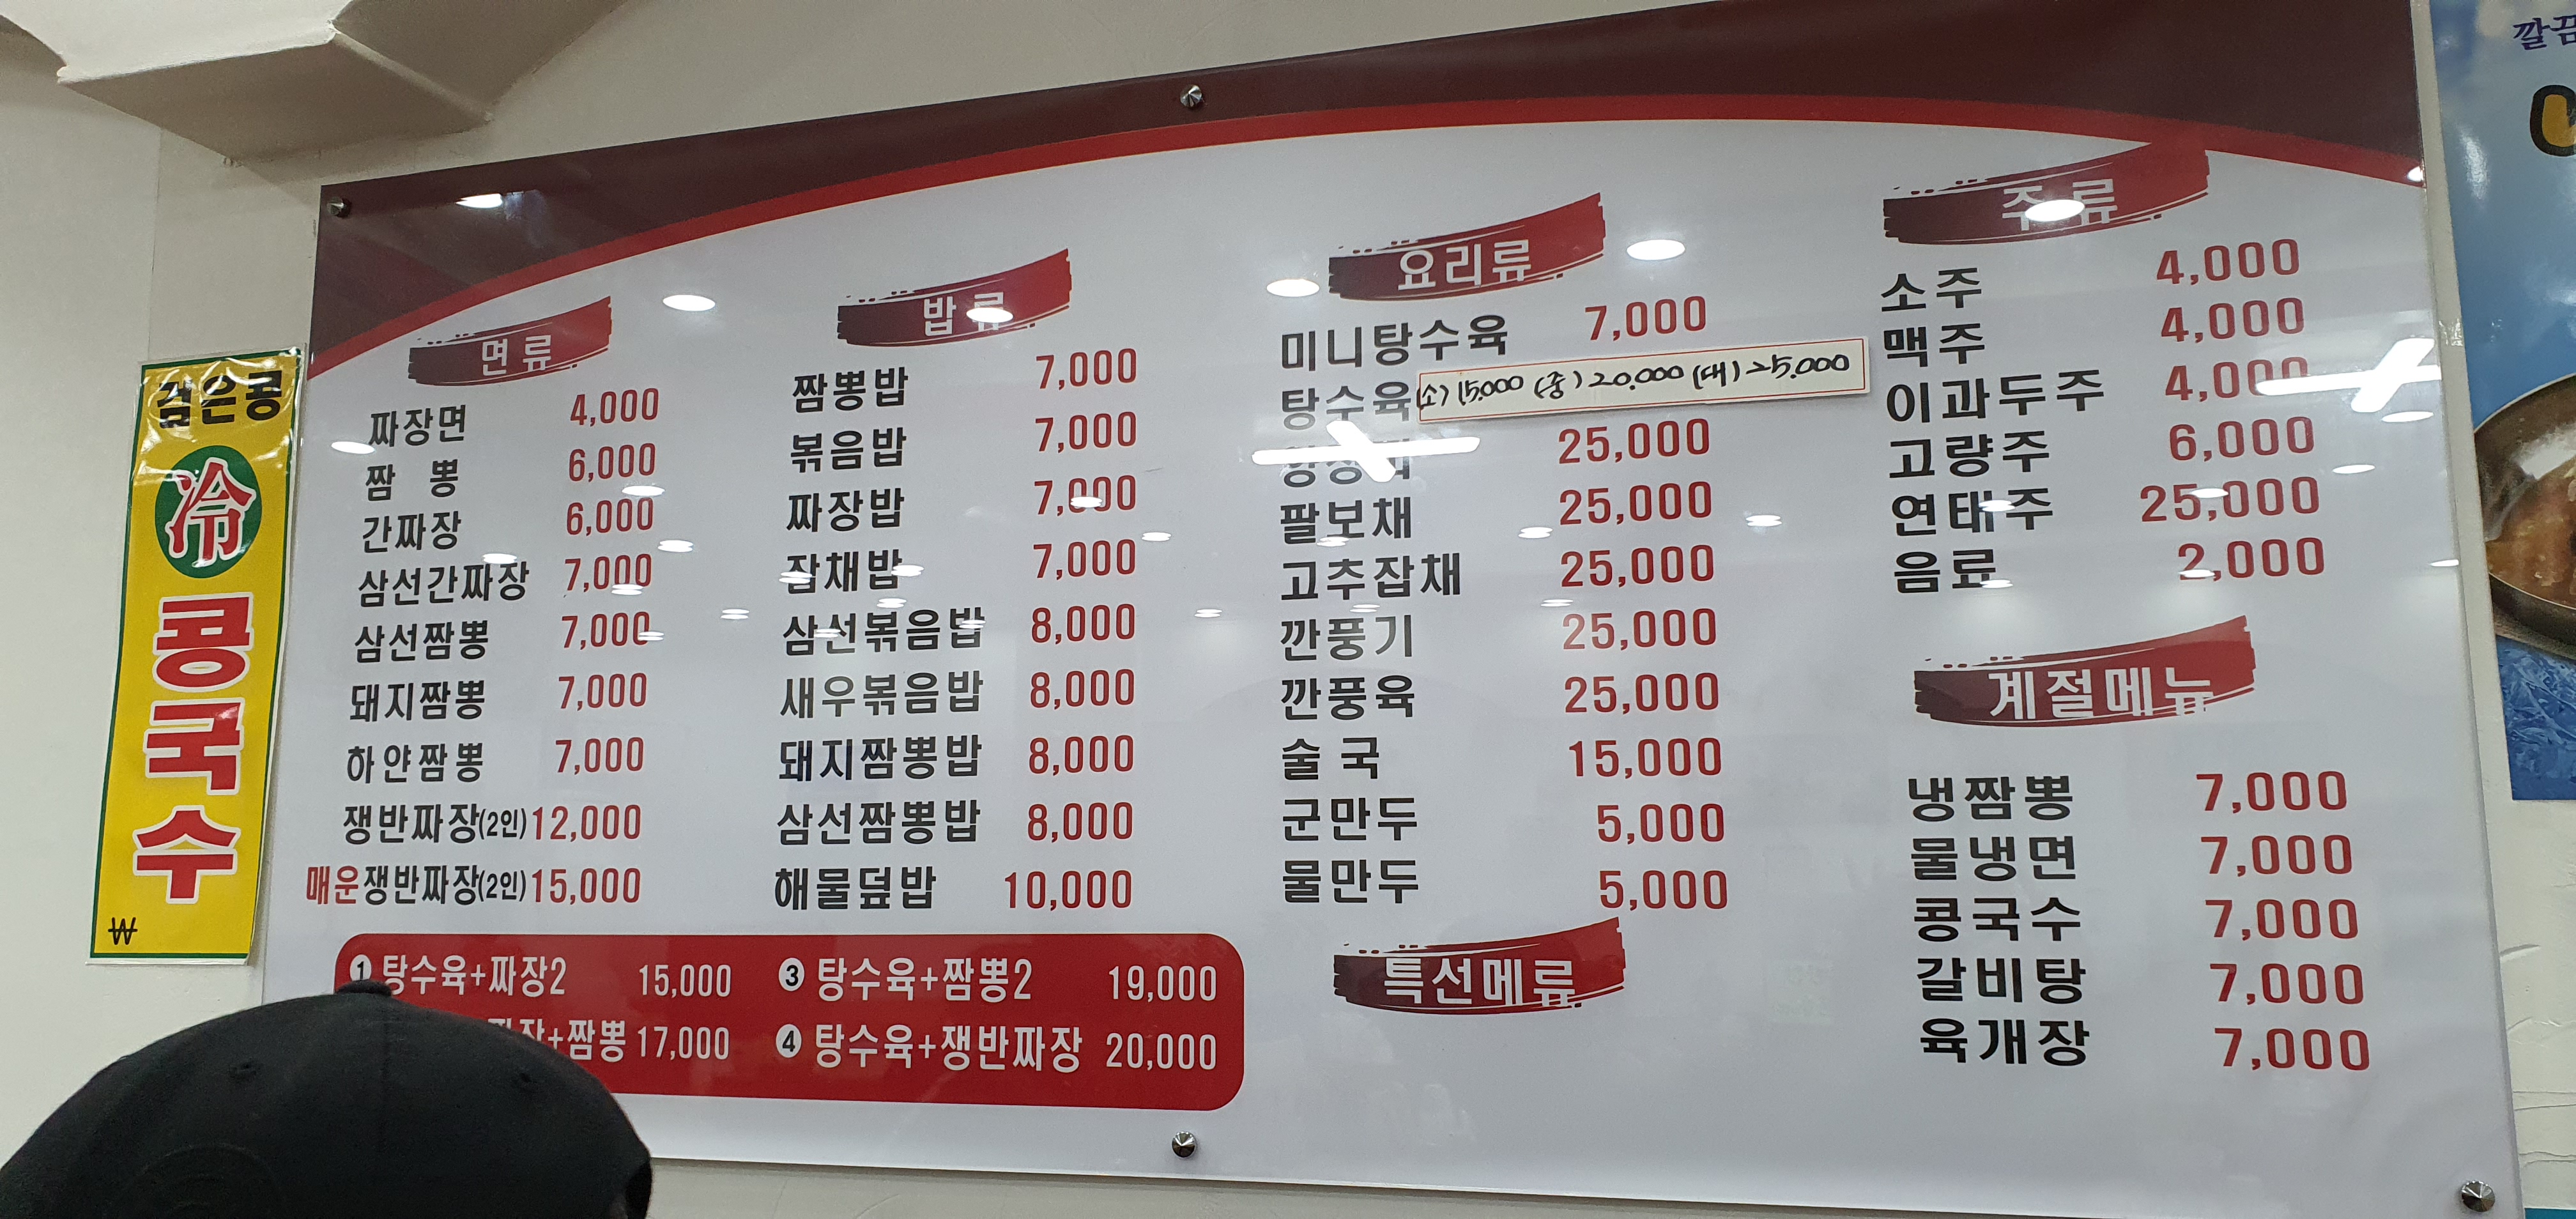 검은콩
冷
콩국수
₩
면류
짜장면 4,000
짬 뽕 6,000
간짜장 6,000
삼선간짜장 7,000
삼선짬뽕 7,000
돼지짬뽕 7,000
하얀짬뽕 7,000
쟁반짜장(2인) 12,000
매운쟁반짜장(2인) 15,000
밥류
짬뽕밥 7,000
볶음밥 7,000
짜장밥 7,000
잡채밥 7,000
삼선볶음밥 8,000
새우볶음밥 8,000
돼지짬뽕밥 8,000
삼선짬뽕밥 8,000
해물덮밥 10,000
① 탕수육+짜장2 15,000
짜장+짬뽕 17,000
③ 탕수육+짬뽕2 19,000
④ 탕수육+쟁반짜장 20,000
요리류
미니탕수육 7,000
탕수육 (소) 15,000 (중) 20,000 (대) 25,000
25,000
팔보채 25,000
고추잡채 25,000
깐풍기 25,000
깐풍육 25,000
술국 15,000
군만두 5,000
물만두 5,000
특선메류
주류
소주 4,000
맥주 4,000
이과두주 4,000
고량주 6,000
연태주 25,000
음료 2,000
계절메뉴
냉짬뽕 7,000
물냉면 7,000
콩국수 7,000
갈비탕 7,000
육개장 7,000
깔끔